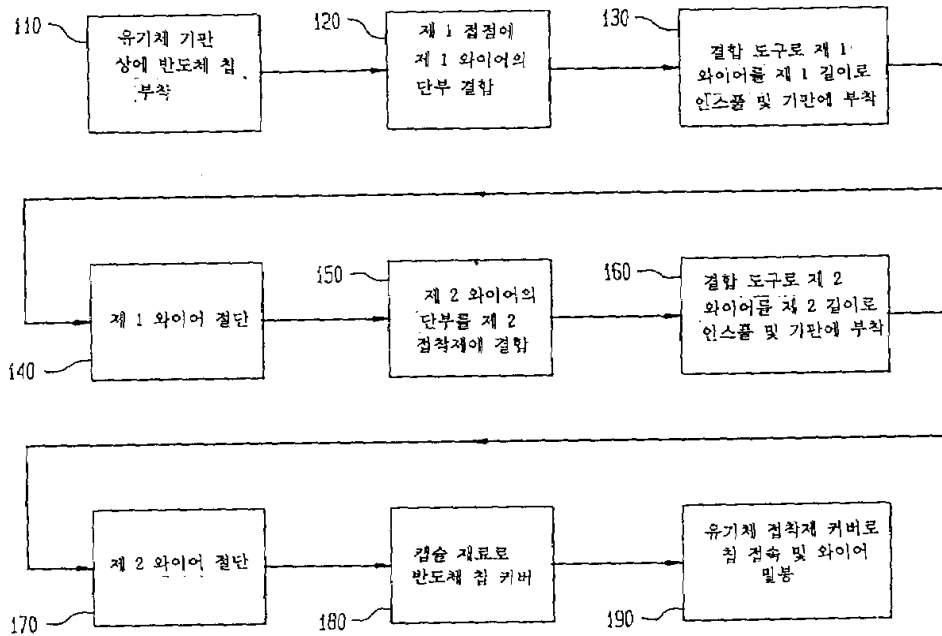 110
유기체 기판
상에 반도체 칩
부착
120
제 1 접점에
제 1 와이어의
단부 결합
130
결합 도구로 제 1
와이어를 제 1 길이로
인스풀 및 기판에 부착
제 1 와이어 절단
140
150
제 2 와이어의
단부를 제 2
접착제에 결합
160
결합 도구로 제 2
와이어를 제 2 길이로
인스풀 및 기판에 부착
제 2 와이어 절단
170
캡슐 재료로
반도체 칩 커버
180
유기체 접착제 커버로
칩 접속 및 와이어
밀봉
190